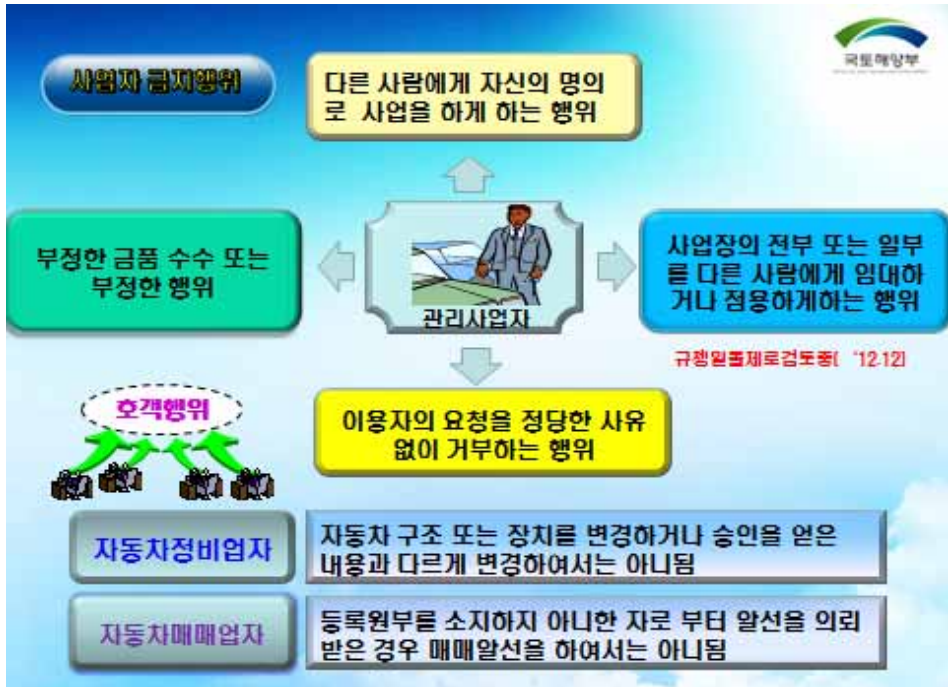 사업자 금지행위
국토해양부
다른 사람에게 자신의 명의
로 사업을 하게 하는 행위
부정한 금품 수수 또는
부정한 행위
관리사업자
사업장의 전부 또는 일부
를 다른 사람에게 임대하
거나 점용하게하는 행위
('12.12)
호객행위
이용자의 요청을 정당한 사유
없이 거부하는 행위
자동차정비업자
자동차 구조 또는 장치를 변경하거나 승인을 얻은
내용과 다르게 변경하여서는 아니됨
자동차매매업자
등록원부를 소지하지 아니한 자로 부터 알선을 의뢰
받은 경우 매매알선을 하여서는 아니됨